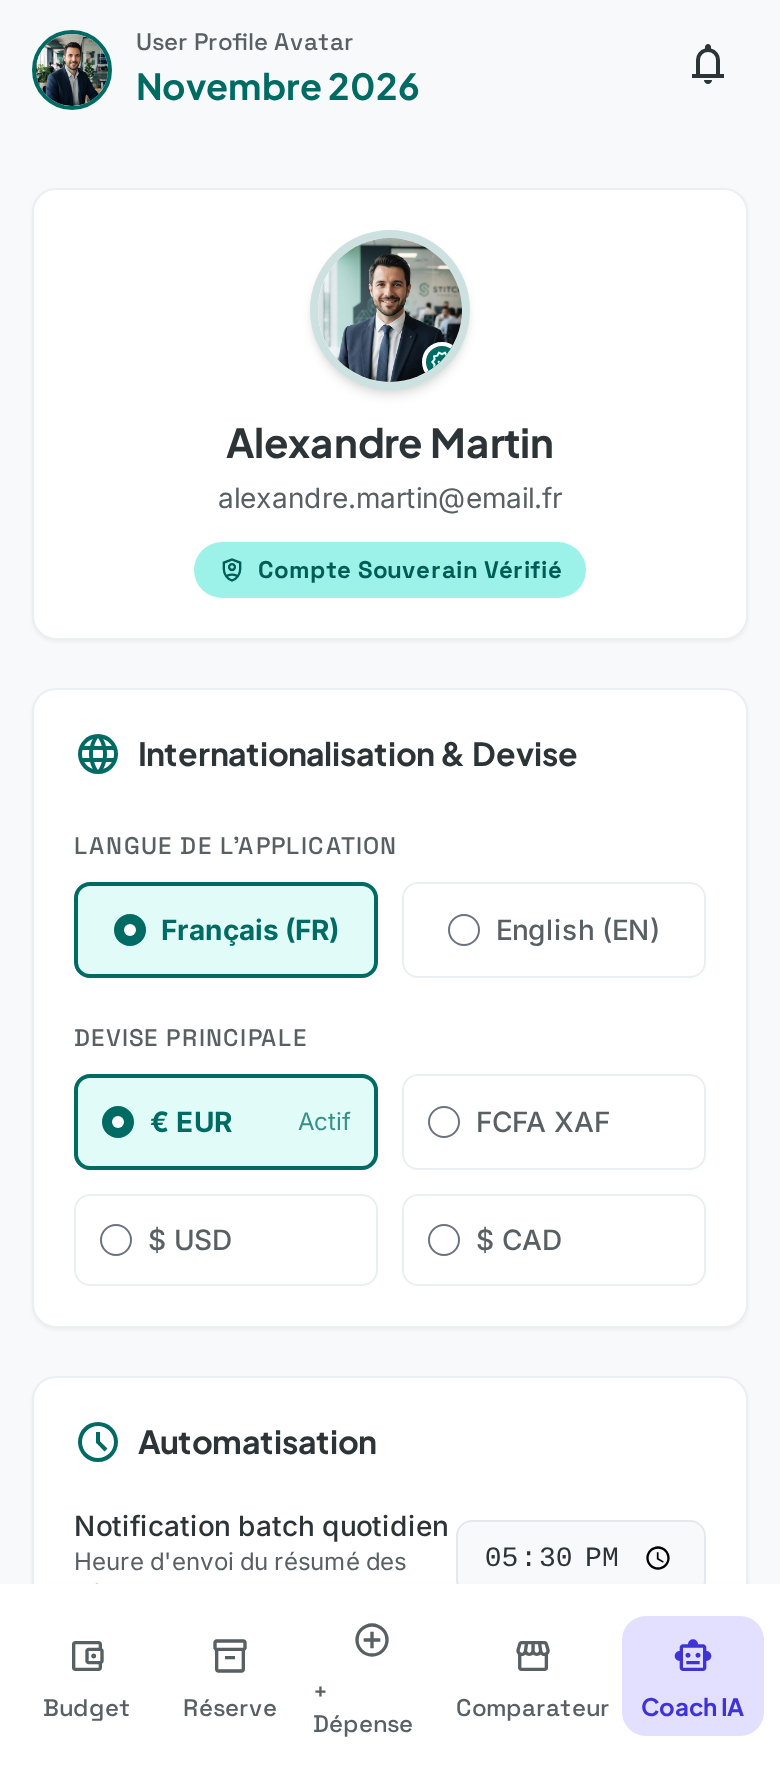 User Profile Avatar
Novembre 2026
STITCH
Alexandre Martin
alexandre.martin@email.fr
Compte Souverain Vérifié
Internationalisation & Devise
LANGUE DE L'APPLICATION
Français (FR)
English (EN)
DEVISE PRINCIPALE
€ EUR
Actif
FCFA XAF
$ USD
$ CAD
Automatisation
Notification batch quotidien
Heure d'envoi du résumé des
05:30 PM
Budget
Réserve
+
Dépense
Comparateur
Coach IA